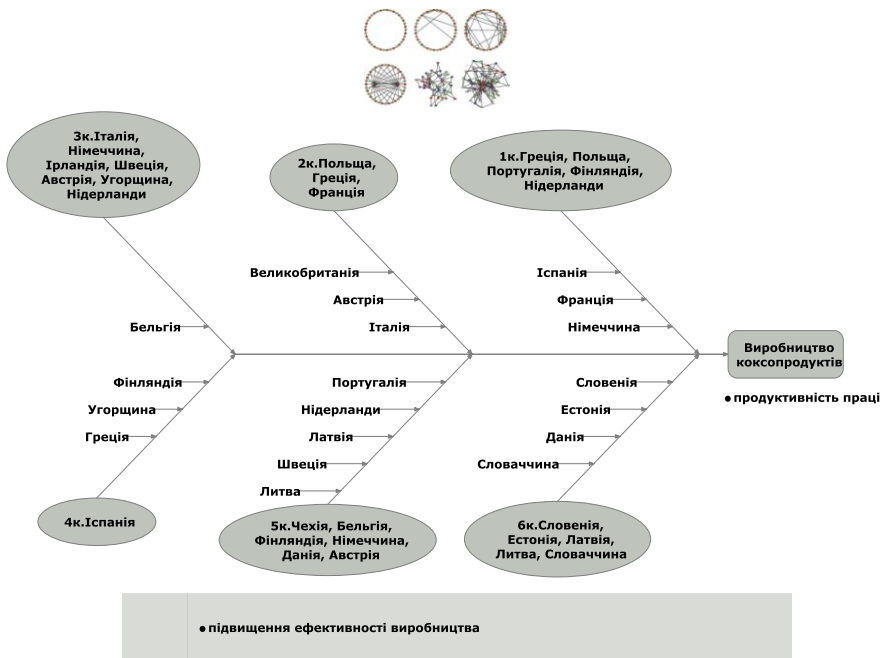 3к.Італія,
Німеччина,
Ірландія, Швеція,
Австрія, Угорщина,
Нідерланди
2к.Польща,
Греція,
Франція
1к.Греція, Польща,
Португалія, Фінляндія,
Нідерланди
Великобританія
Австрія
Італія
Іспанія
Франція
Німеччина
Бельгія
Виробництво
коксопродуктів
• продуктивність праці
Фінляндія
Угорщина
Греція
Португалія
Нідерланди
Латвія
Швеція
Литва
Словенія
Естонія
Данія
Словаччина
4к.Іспанія
5к.Чехія, Бельгія,
Фінляндія, Німеччина,
Данія, Австрія
6к.Словенія,
Естонія, Латвія,
Литва, Словаччина
• підвищення ефективності виробництва